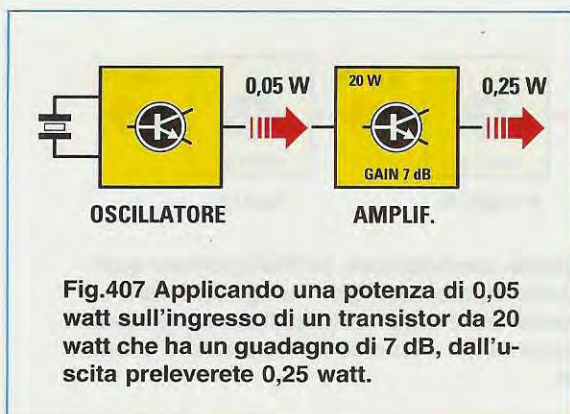 0,05 W
20 W
0,25 W
GAIN 7 dB
OSCILLATORE
AMPLIF.
Fig.407 Applicando una potenza di 0,05
watt sull'ingresso di un transistor da 20
watt che ha un guadagno di 7 dB, dall'u-
scita preleverete 0,25 watt.